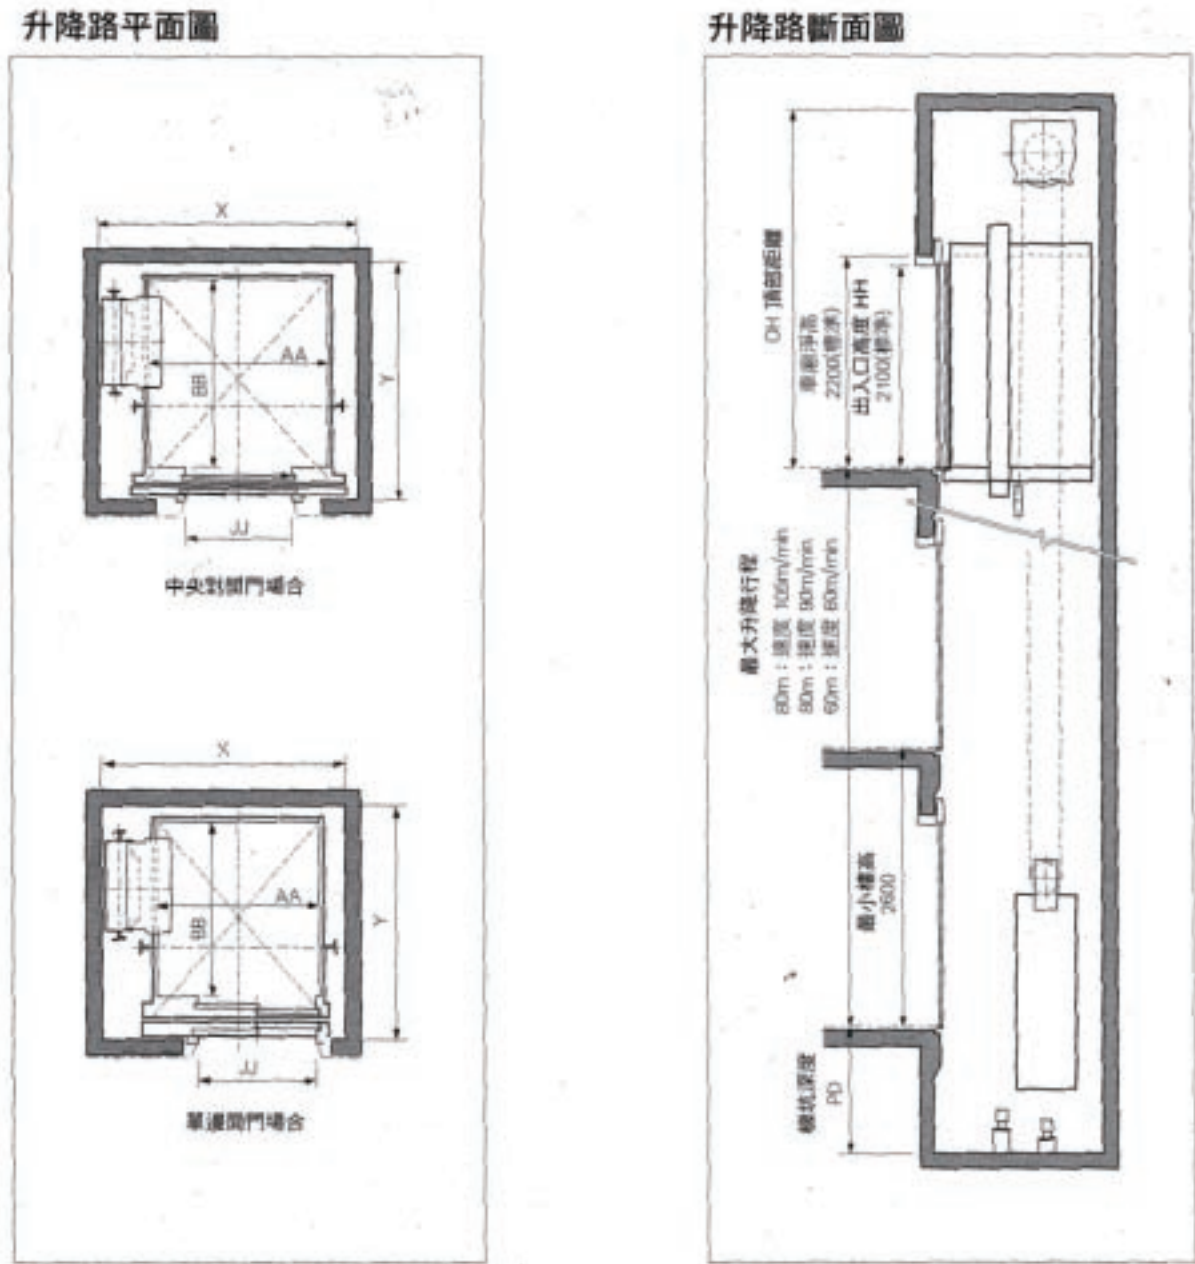 升降路平面圖
X
AA
BB
Y
JJ
中央對開門場合
X
AA
BB
Y
JJ
單邊開門場合
升降路斷面圖
OH 頂部距離
車廂淨高
2200(標準)
出入口高度 HH
2100(標準)
最大升降行程
80m：速度 105m/min
80m：速度 90m/min
60m：速度 60m/min
最小樓高
2600
機坑深度
PD